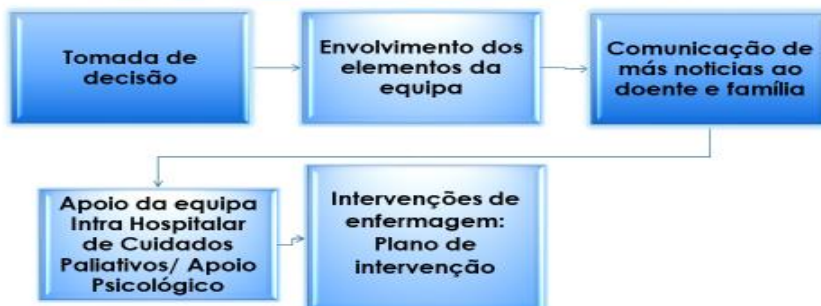 Tomada de
decisão
Envolvimento dos
elementos da
equipa
Comunicação de
más noticias ao
doente e família
Apoio da equipa
Intra Hospitalar
de Cuidados
Paliativos/ Apoio
Psicológico
Intervenções de
enfermagem:
Plano de
intervenção